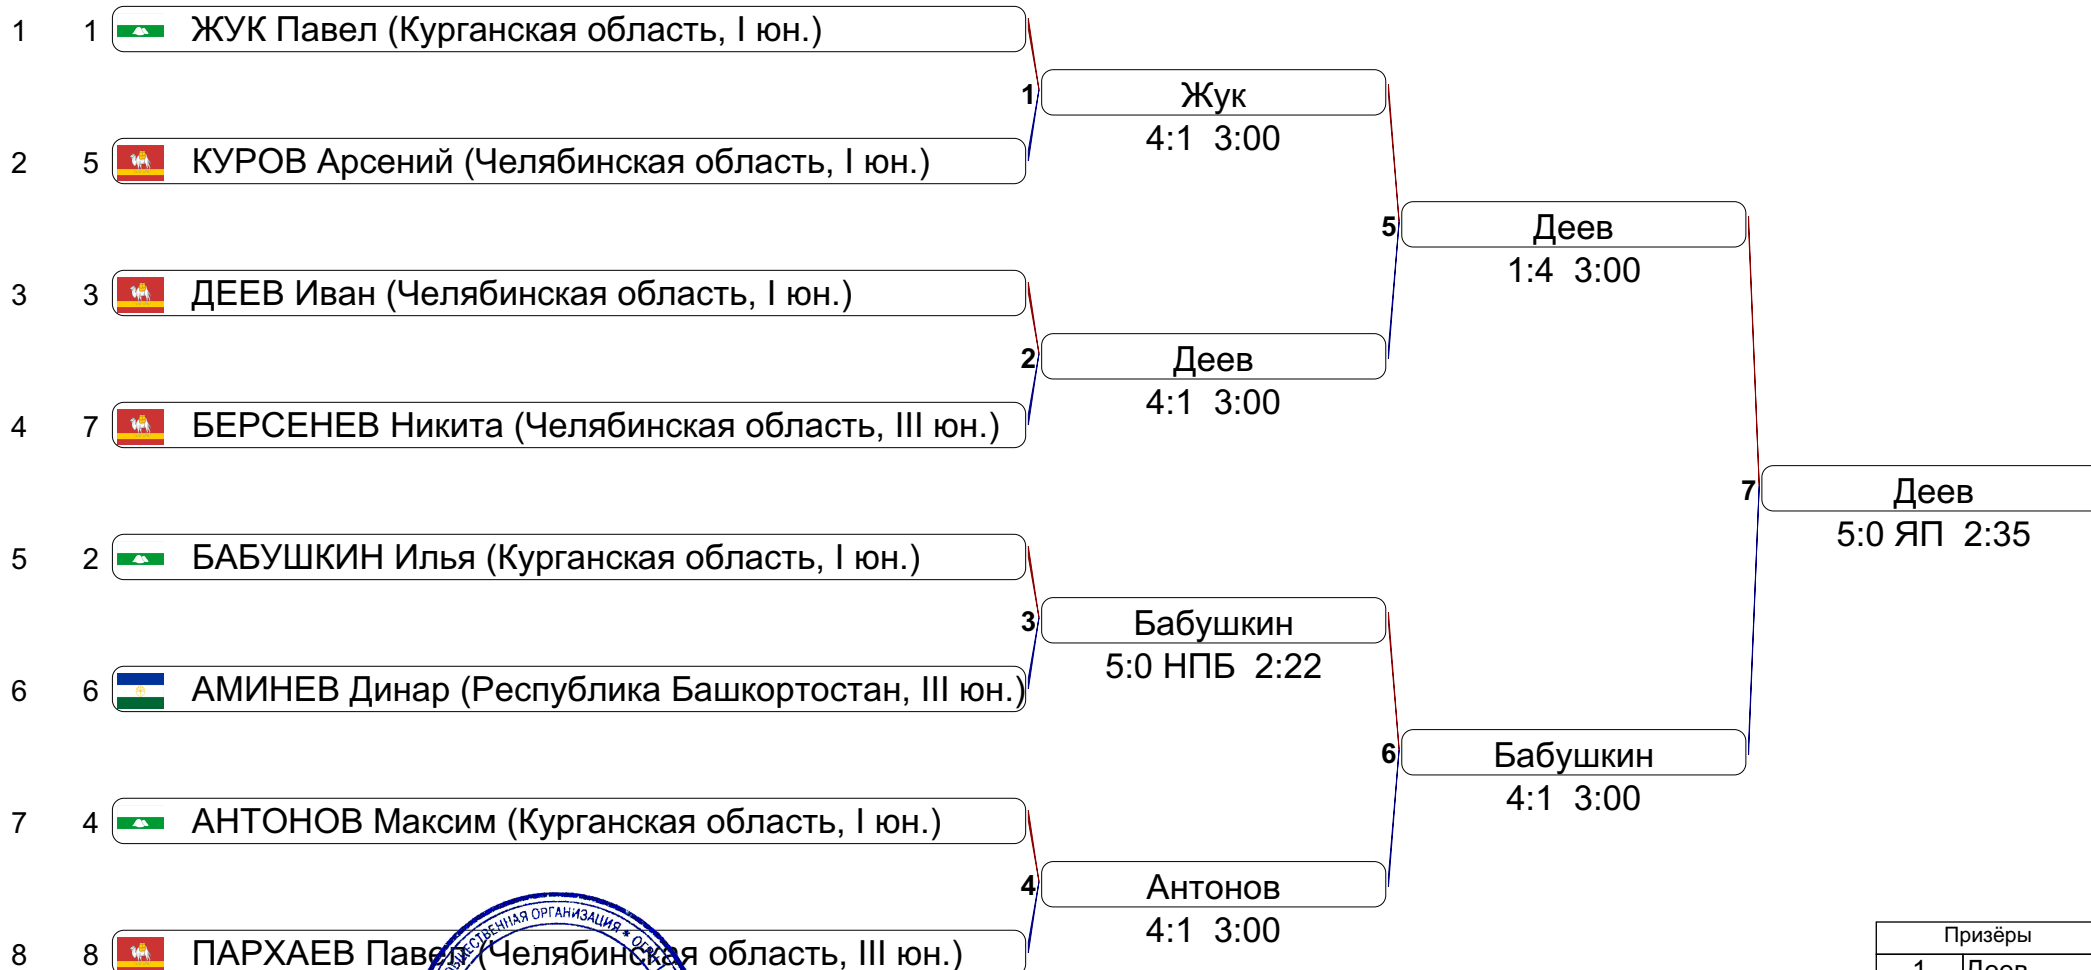 1 1 ЖУК Павел (Курганская область, I юн.)
1 Жук
4:1 3:00
2 5 КУРОВ Арсений (Челябинская область, I юн.)
5 Деев
1:4 3:00
3 3 ДЕЕВ Иван (Челябинская область, I юн.)
2 Деев
4:1 3:00
4 7 БЕРСЕНЕВ Никита (Челябинская область, III юн.)
7 Деев
5:0 ЯП 2:35
5 2 БАБУШКИН Илья (Курганская область, I юн.)
3 Бабушкин
5:0 НПБ 2:22
6 6 АМИНЕВ Динар (Республика Башкортостан, III юн.)
6 Бабушкин
4:1 3:00
7 4 АНТОНОВ Максим (Курганская область, I юн.)
4 Антонов
4:1 3:00
ОРГАНИЗАЦИЯ
8 8 ПАРХАЕВ Павел (Челябинская область, III юн.)
Призёры
1 Деев